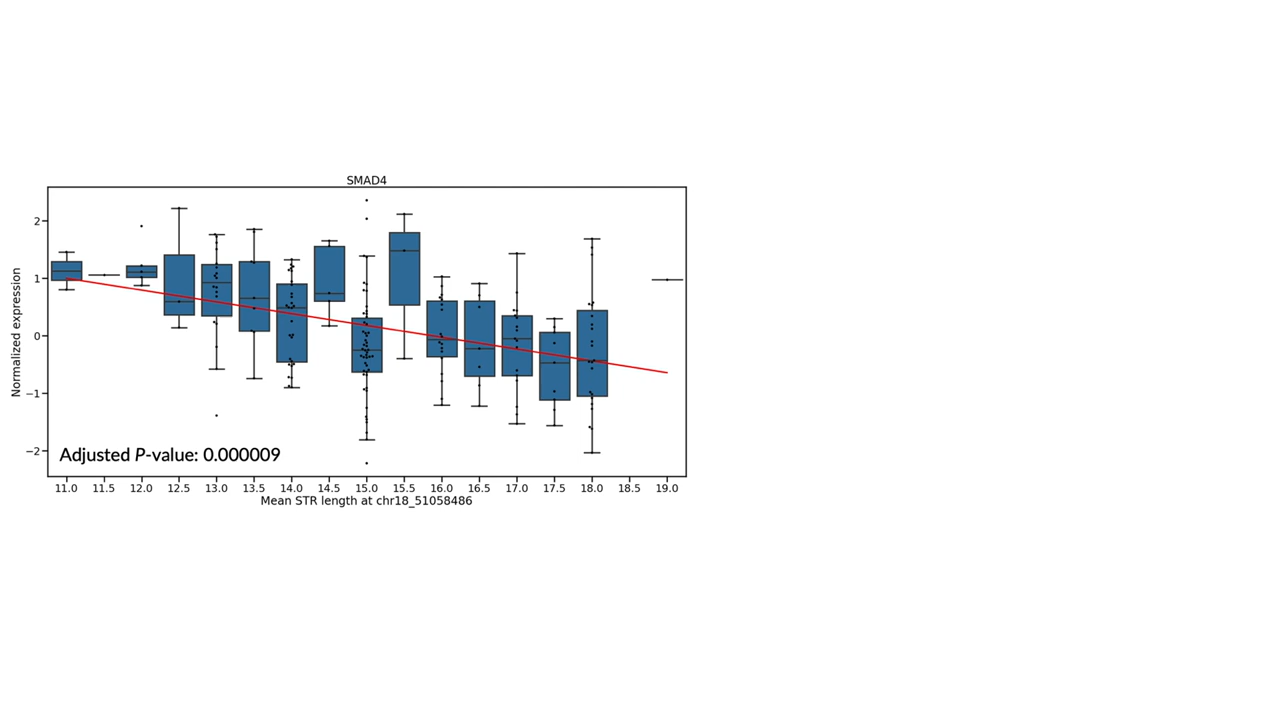 SMAD4
Normalized expression
2
1
0
−1
−2
Adjusted P-value: 0.000009
11.0 11.5 12.0 12.5 13.0 13.5 14.0 14.5 15.0 15.5 16.0 16.5 17.0 17.5 18.0 18.5 19.0
Mean STR length at chr18_51058486